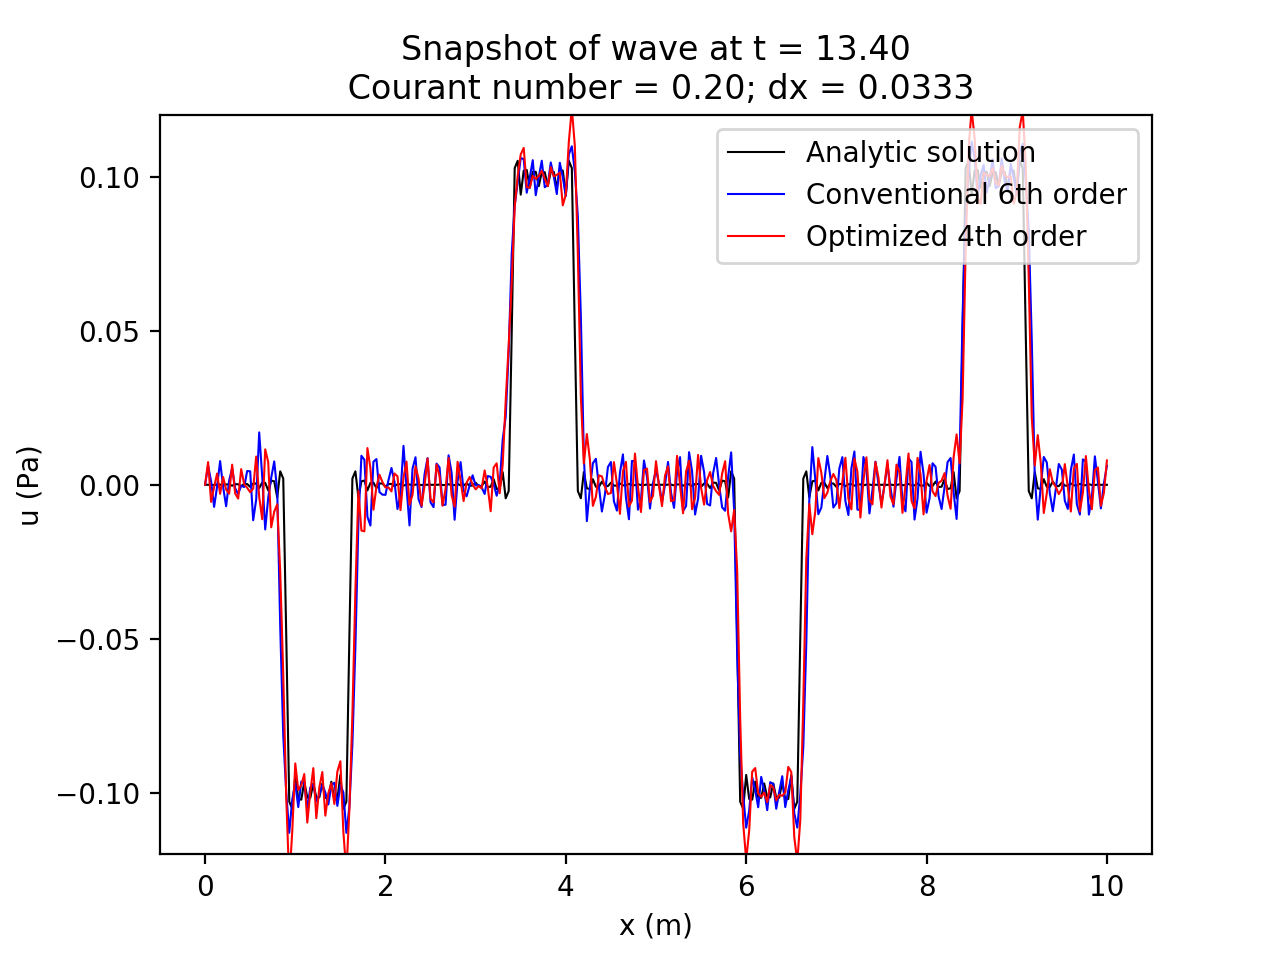 Snapshot of wave at t = 13.40
Courant number = 0.20; dx = 0.0333
Analytic solution
Conventional 6th order
Optimized 4th order
0.10
0.05
0.00
−0.05
−0.10
u (Pa)
0 2 4 6 8 10
x (m)